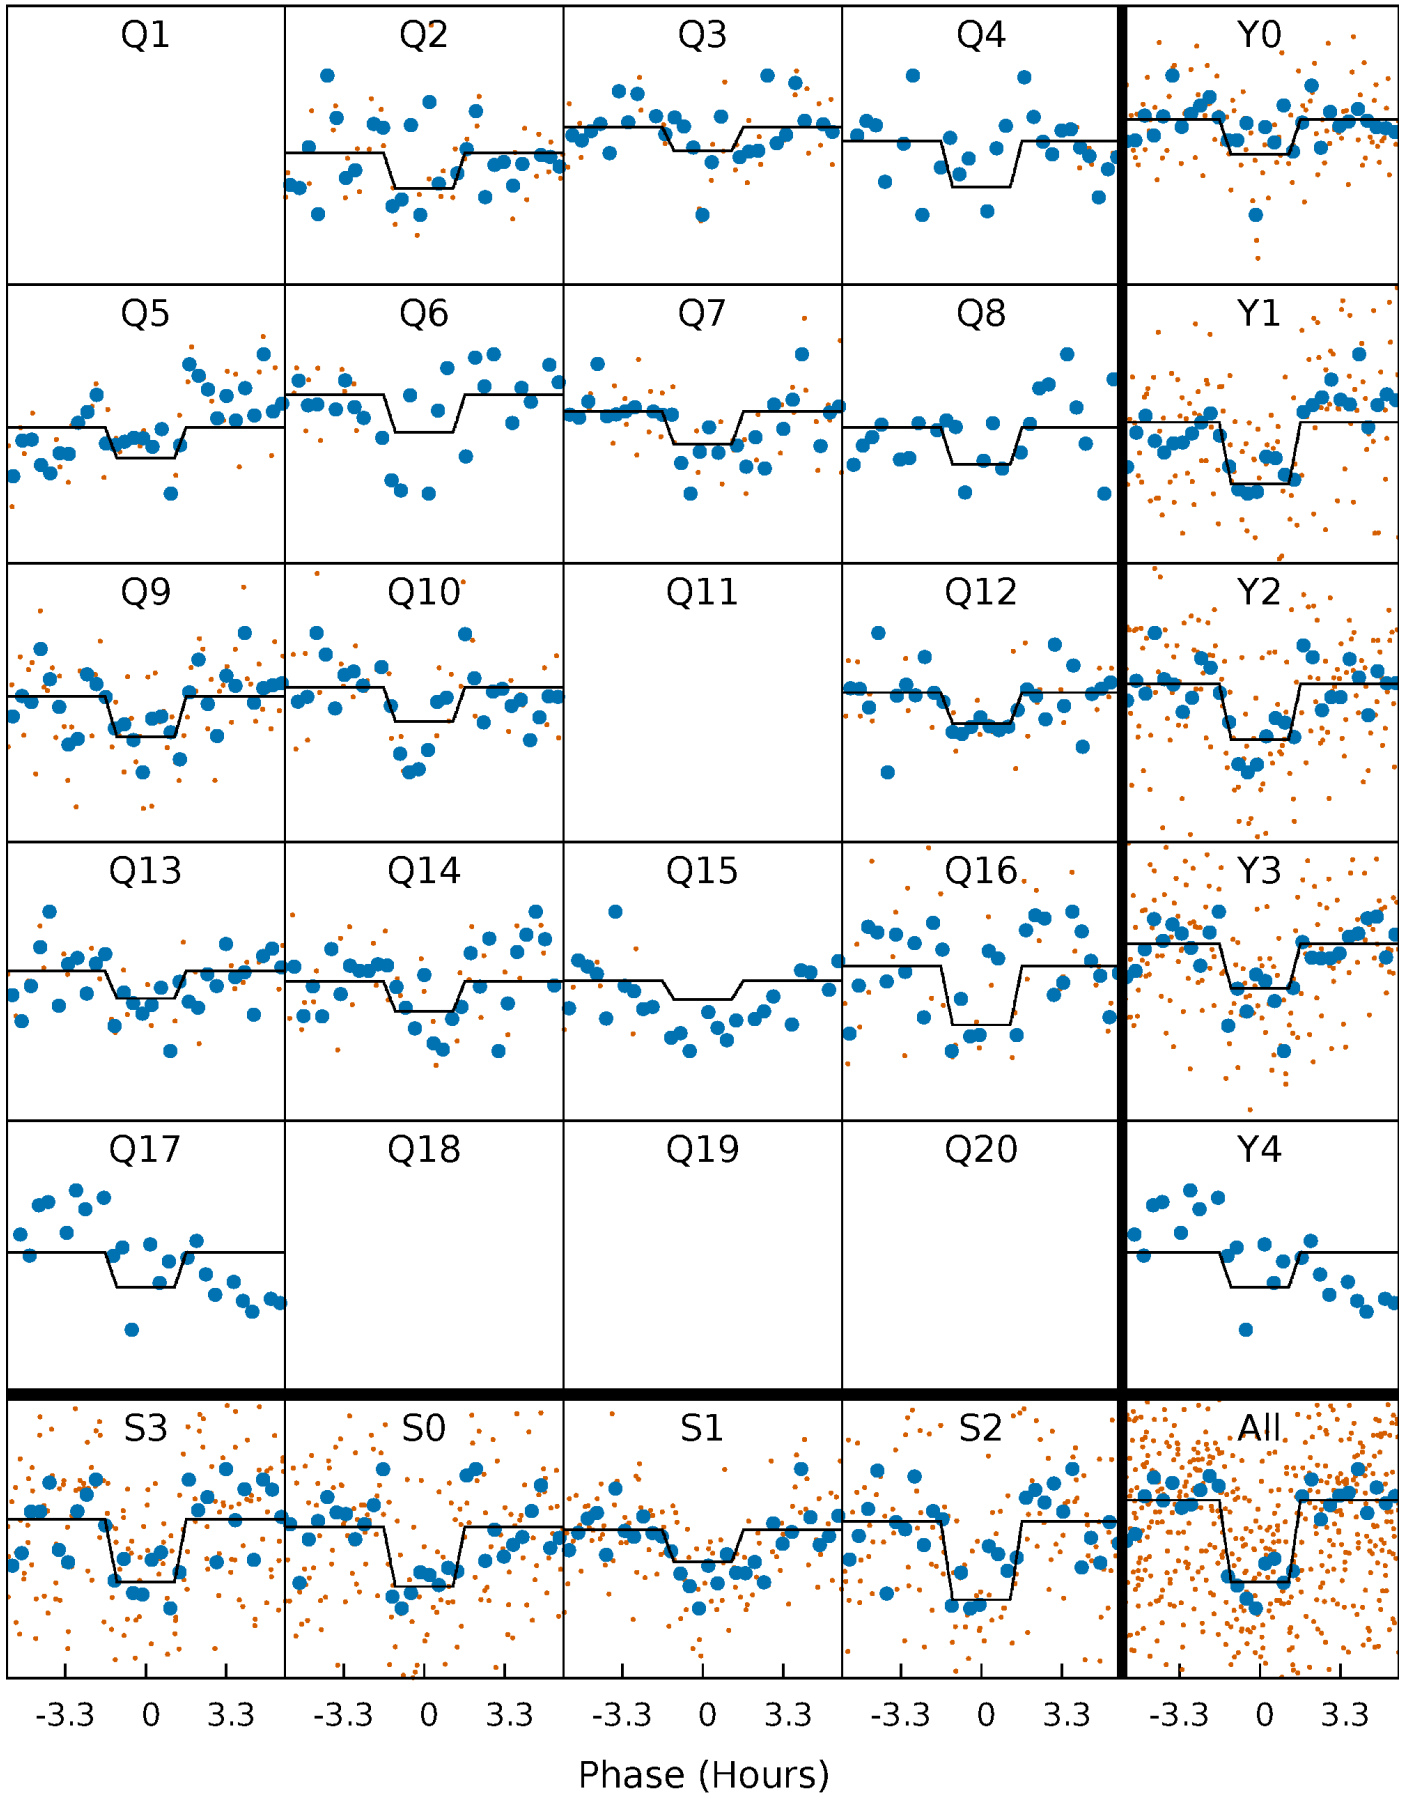 Q1 Q2 Q3 Q4 Y0
Q5 Q6 Q7 Q8 Y1
Q9 Q10 Q11 Q12 Y2
Q13 Q14 Q15 Q16 Y3
Q17 Q18 Q19 Q20 Y4
S3 S0 S1 S2 All
-3.3 0 3.3 -3.3 0 3.3 -3.3 0 3.3 -3.3 0 3.3 -3.3 0 3.3
Phase (Hours)